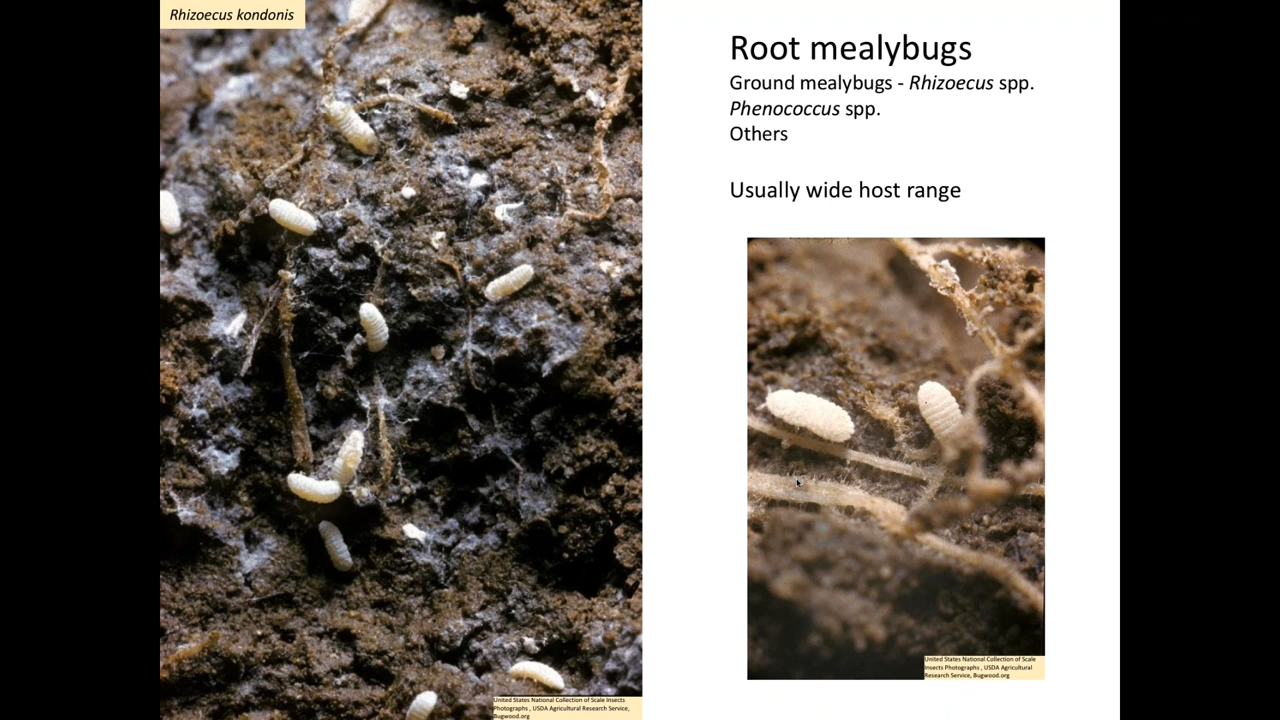 Rhizoecus kondonis
Root mealybugs
Ground mealybugs - Rhizoecus spp.
Phenococcus spp.
Others
Usually wide host range
United States National Collection of Scale Insects
Photographs , USDA Agricultural Research Service,
Bugwood.org
United States National Collection of Scale
Insects Photographs , USDA Agricultural
Research Service, Bugwood.org